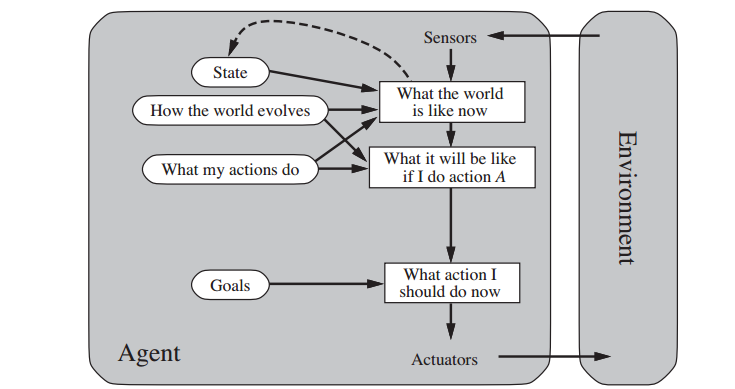 Sensors
State
What the world
is like now
How the world evolves
What it will be like
if I do action A
What my actions do
Environment
What action I
should do now
Goals
Agent
Actuators